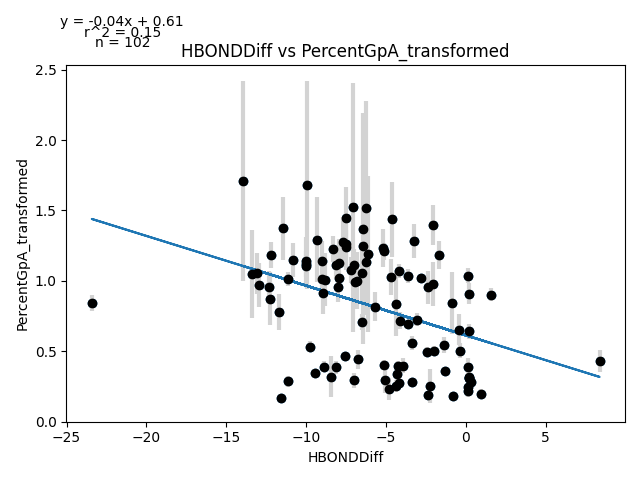 y = -0.04x + 0.61
r^2 = 0.15
n = 102
HBONDDiff vs PercentGpA_transformed
PercentGpA_transformed
2.5
2.0
1.5
1.0
0.5
0.0
−25 −20 −15 −10 −5 0 5
HBONDDiff